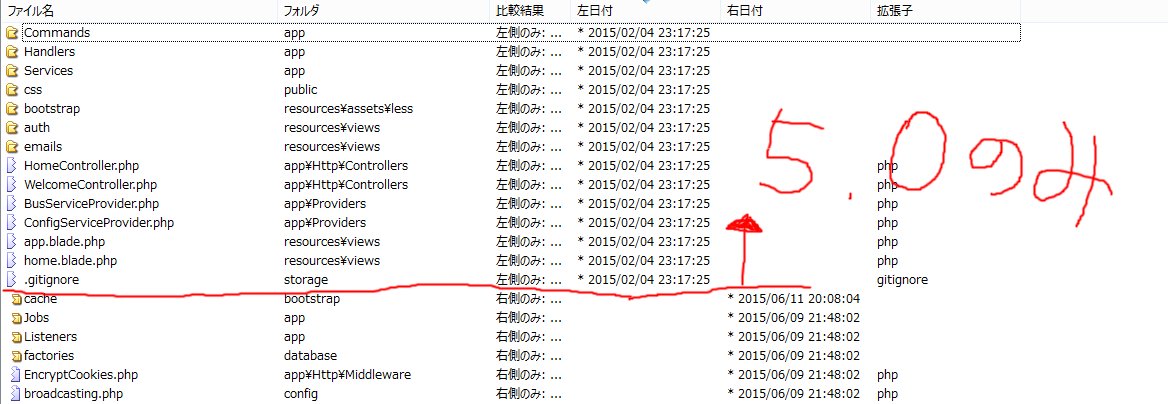 ファイル名 フォルダ 比較結果 左日付 右日付 拡張子
Commands app 左側のみ: ... * 2015/02/04 23:17:25
Handlers app 左側のみ: ... * 2015/02/04 23:17:25
Services app 左側のみ: ... * 2015/02/04 23:17:25
css public 左側のみ: ... * 2015/02/04 23:17:25
bootstrap resources¥assets¥less 左側のみ: ... * 2015/02/04 23:17:25
auth resources¥views 左側のみ: ... * 2015/02/04 23:17:25
emails resources¥views 左側のみ: ... * 2015/02/04 23:17:25
5.0のみ
HomeController.php app¥Http¥Controllers 左側のみ: ... * 2015/02/04 23:17:25 php
WelcomeController.php app¥Http¥Controllers 左側のみ: ... * 2015/02/04 23:17:25 php
BusServiceProvider.php app¥Providers 左側のみ: ... * 2015/02/04 23:17:25 php
ConfigServiceProvider.php app¥Providers 左側のみ: ... * 2015/02/04 23:17:25 php
app.blade.php resources¥views 左側のみ: ... * 2015/02/04 23:17:25 php
home.blade.php resources¥views 左側のみ: ... * 2015/02/04 23:17:25 php
.gitignore storage 左側のみ: ... * 2015/02/04 23:17:25 gitignore
cache bootstrap 右側のみ: ... * 2015/06/11 20:08:04
Jobs app 右側のみ: ... * 2015/06/09 21:48:02
Listeners app 右側のみ: ... * 2015/06/09 21:48:02
factories database 右側のみ: ... * 2015/06/09 21:48:02
EncryptCookies.php app¥Http¥Middleware 右側のみ: ... * 2015/06/09 21:48:02 php
broadcasting.php config 右側のみ: ... * 2015/06/09 21:48:02 php